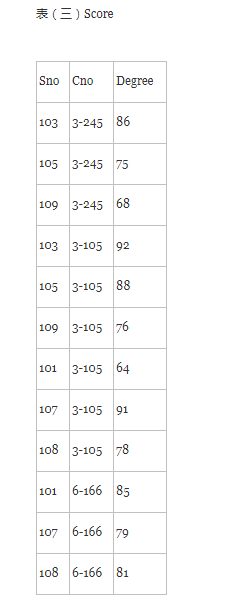 表（三）Score
Sno Cno Degree
103 3-245 86
105 3-245 75
109 3-245 68
103 3-105 92
105 3-105 88
109 3-105 76
101 3-105 64
107 3-105 91
108 3-105 78
101 6-166 85
107 6-166 79
108 6-166 81